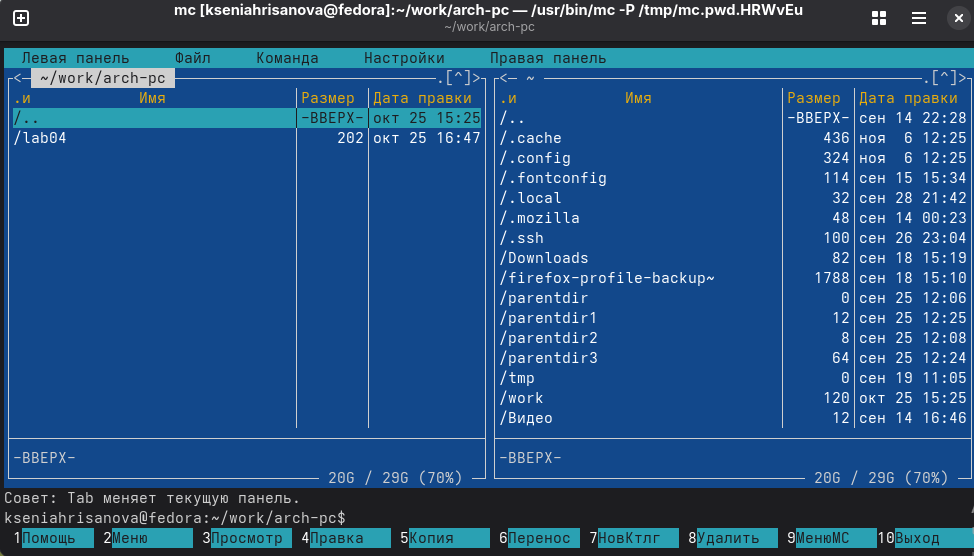 mc [kseniahrisanova@fedora]:~/work/arch-pc — /usr/bin/mc -P /tmp/mc.pwd.HRWvEu
~/work/arch-pc
Левая панель Файл Команда Настройки Правая панель
<— ~/work/arch-pc .[^]> <— ~ .[^]>
.и Имя Размер Дата правки .и Имя Размер Дата правки
/.. -ВВЕРХ- окт 25 15:25 /.. -ВВЕРХ- сен 14 22:28
/lab04 202 окт 25 16:47 /.cache 436 ноя 6 12:25
/.config 324 ноя 6 12:25
/.fontconfig 114 сен 15 15:34
/.local 32 сен 28 21:42
/.mozilla 48 сен 14 00:23
/.ssh 100 сен 26 23:04
/Downloads 82 сен 18 15:19
/firefox-profile-backup~ 1788 сен 18 15:10
/parentdir 0 сен 25 12:06
/parentdir1 12 сен 25 12:25
/parentdir2 8 сен 25 12:08
/parentdir3 64 сен 25 12:24
/tmp 0 сен 19 11:05
/work 120 окт 25 15:25
/Видео 12 сен 14 16:46
-ВВЕРХ- -ВВЕРХ-
20G / 29G (70%) 20G / 29G (70%)
Совет: Tab меняет текущую панель.
kseniahrisanova@fedora:~/work/arch-pc$
1Помощь 2Меню 3Просмотр 4Правка 5Копия 6Перенос 7НовКтлг 8Удалить 9МенюМС 10Выход